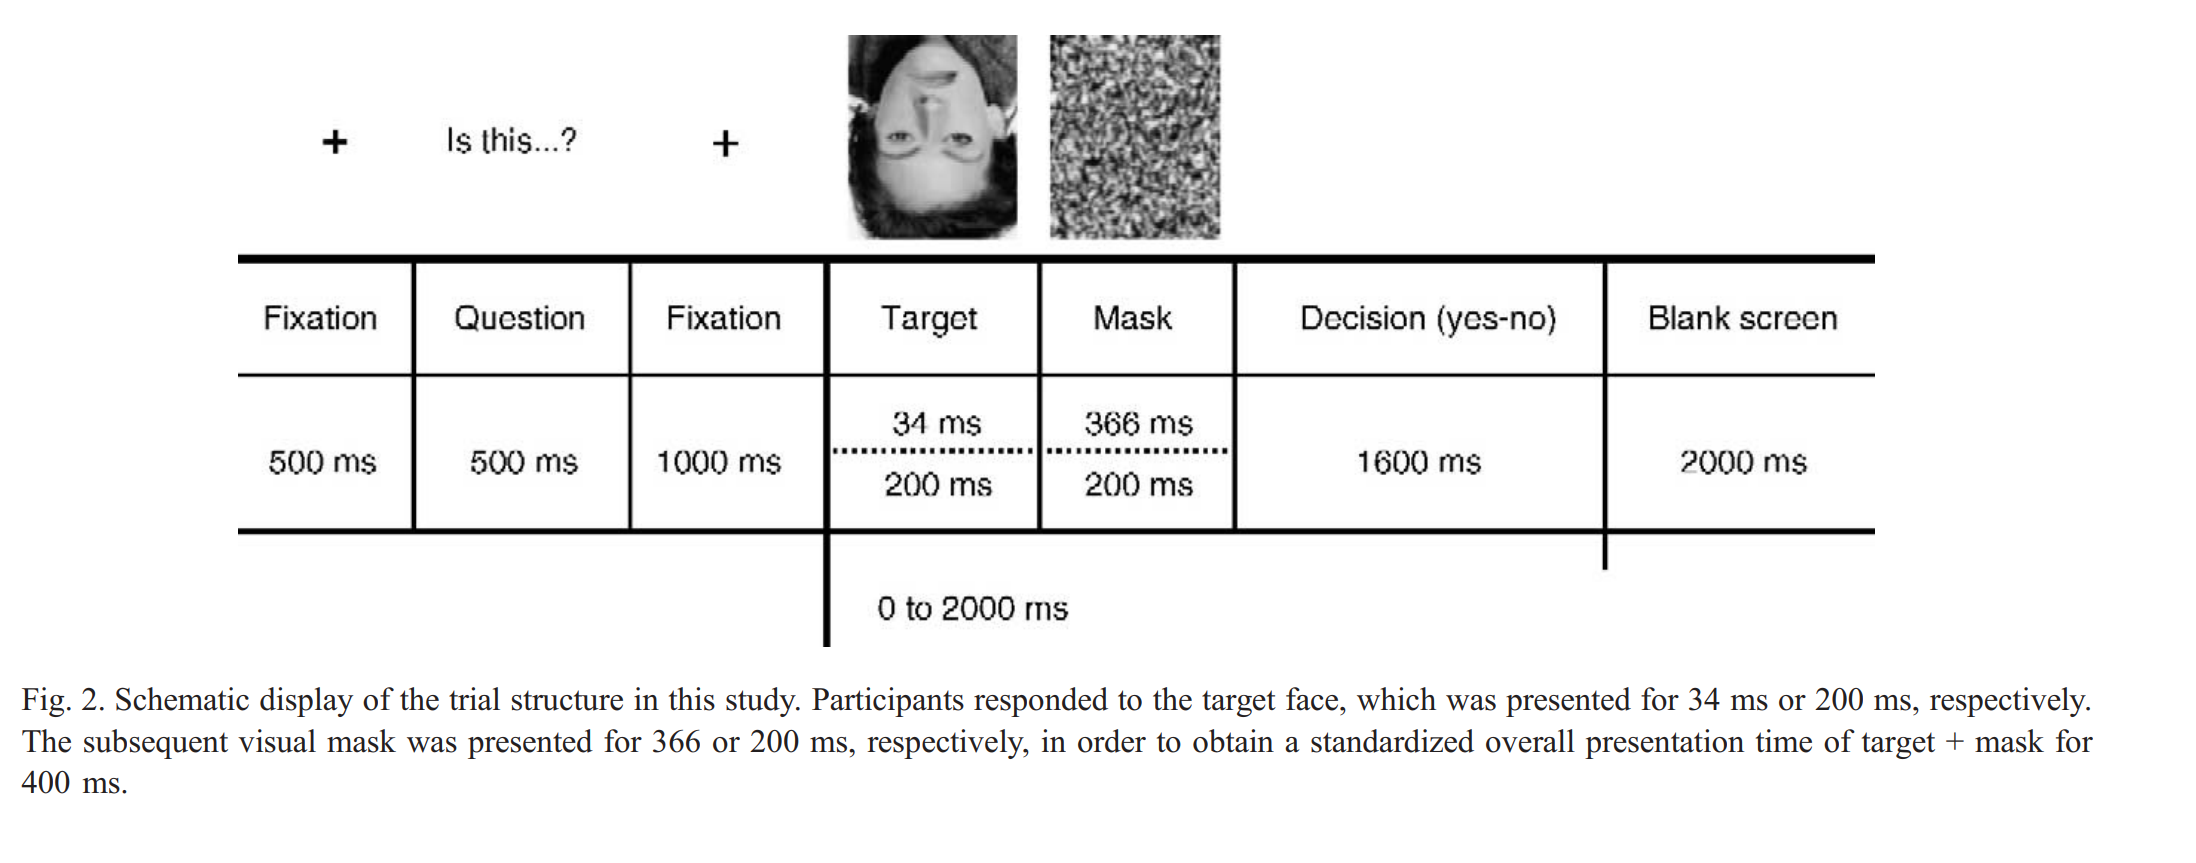 + Is this...? +
Fixation Question Fixation Target Mask Decision (yes-no) Blank screen
34 ms 366 ms
500 ms 500 ms 1000 ms 1600 ms 2000 ms
200 ms 200 ms
0 to 2000 ms
Fig. 2. Schematic display of the trial structure in this study. Participants responded to the target face, which was presented for 34 ms or 200 ms, respectively.
The subsequent visual mask was presented for 366 or 200 ms, respectively, in order to obtain a standardized overall presentation time of target + mask for
400 ms.